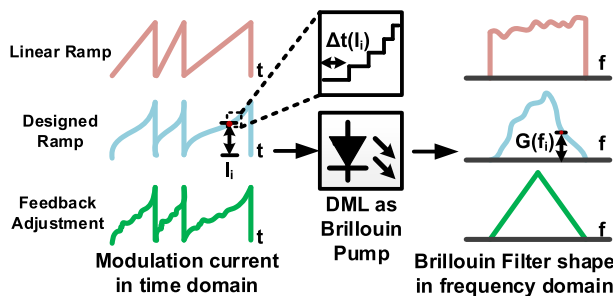 Linear Ramp
t
Δt(Iᵢ)
f
Designed Ramp
Iᵢ
t
G(fᵢ)
f
Feedback Adjustment
t
DML as Brillouin Pump
f
Modulation current in time domain
Brillouin Filter shape in frequency domain